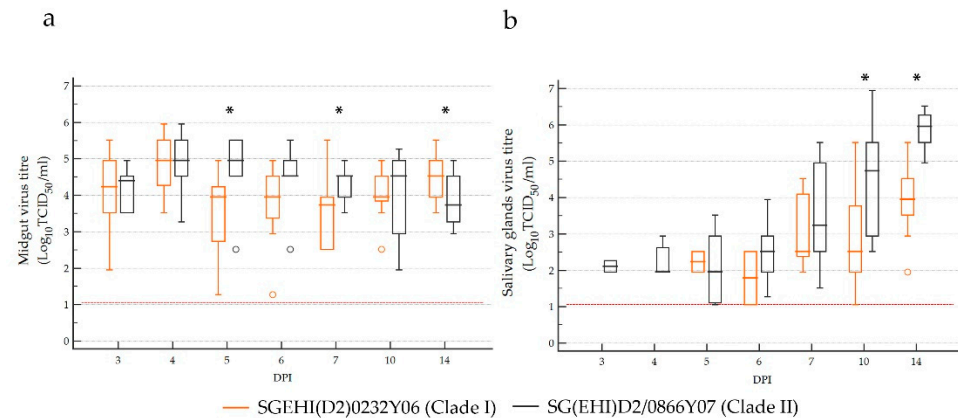 a
b
Midgut virus titre
(Log10TCID50/ml)
7
6
5
4
3
2
1
0
*
*
*
3 4 5 6 7 10 14
DPI
Salivary glands virus titre
(Log10TCID50/ml)
7
6
5
4
3
2
1
0
*
*
3 4 5 6 7 10 14
DPI
SGEHI(D2)0232Y06 (Clade I)
SG(EHI)D2/0866Y07 (Clade II)